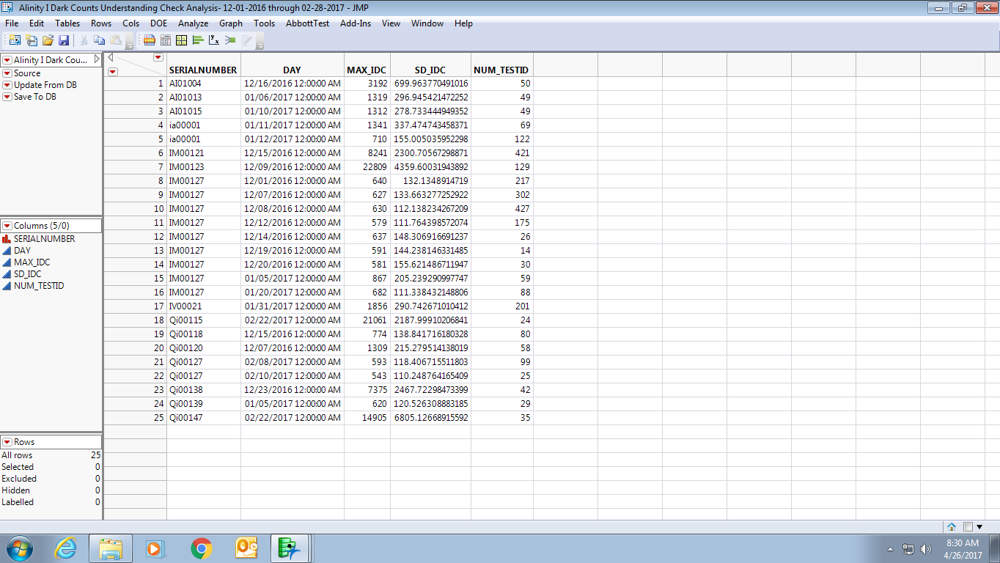 Alinity I Dark Counts Understanding Check Analysis- 12-01-2016 through 02-28-2017 - JMP
File Edit Tables Rows Cols DOE Analyze Graph Tools AbbottTest Add-Ins View Window Help
Alinity I Dark Cou...
Source
Update From DB
Save To DB
Columns (5/0)
SERIALNUMBER
DAY
MAX_IDC
SD_IDC
NUM_TESTID
Rows
All rows 25
Selected 0
Excluded 0
Hidden 0
Labelled 0
SERIALNUMBER DAY MAX_IDC SD_IDC NUM_TESTID
1 AI01004 12/16/2016 12:00:00 AM 3192 699.963770491016 50
2 AI01013 01/06/2017 12:00:00 AM 1319 296.945421472252 49
3 AI01015 01/10/2017 12:00:00 AM 1312 278.733444949352 49
4 ia00001 01/11/2017 12:00:00 AM 1341 337.474743458371 69
5 ia00001 01/12/2017 12:00:00 AM 710 155.005035952298 122
6 IM00121 12/15/2016 12:00:00 AM 8241 2300.70567298871 421
7 IM00123 12/09/2016 12:00:00 AM 22809 4359.60031943892 129
8 IM00127 12/01/2016 12:00:00 AM 640 132.1348914719 217
9 IM00127 12/07/2016 12:00:00 AM 627 133.663277252922 302
10 IM00127 12/08/2016 12:00:00 AM 630 112.138234267209 427
11 IM00127 12/12/2016 12:00:00 AM 579 111.764398572074 175
12 IM00127 12/14/2016 12:00:00 AM 637 148.306916691237 26
13 IM00127 12/19/2016 12:00:00 AM 591 144.238146331485 14
14 IM00127 12/20/2016 12:00:00 AM 581 155.621486711947 30
15 IM00127 01/05/2017 12:00:00 AM 867 205.239290997747 59
16 IM00127 01/20/2017 12:00:00 AM 682 111.338432148806 88
17 IV00021 01/31/2017 12:00:00 AM 1856 290.742671010412 201
18 Qi00115 02/22/2017 12:00:00 AM 21061 2187.99910206841 24
19 Qi00118 12/15/2016 12:00:00 AM 774 138.841716180328 80
20 Qi00120 12/07/2016 12:00:00 AM 1309 215.279514138019 58
21 Qi00127 02/08/2017 12:00:00 AM 593 118.406715511803 99
22 Qi00127 02/10/2017 12:00:00 AM 543 110.248764165409 25
23 Qi00138 12/23/2016 12:00:00 AM 7375 2467.72298473399 42
24 Qi00139 01/05/2017 12:00:00 AM 620 120.526308883185 29
25 Qi00147 02/22/2017 12:00:00 AM 14905 6805.12668915592 35
8:30 AM
4/26/2017